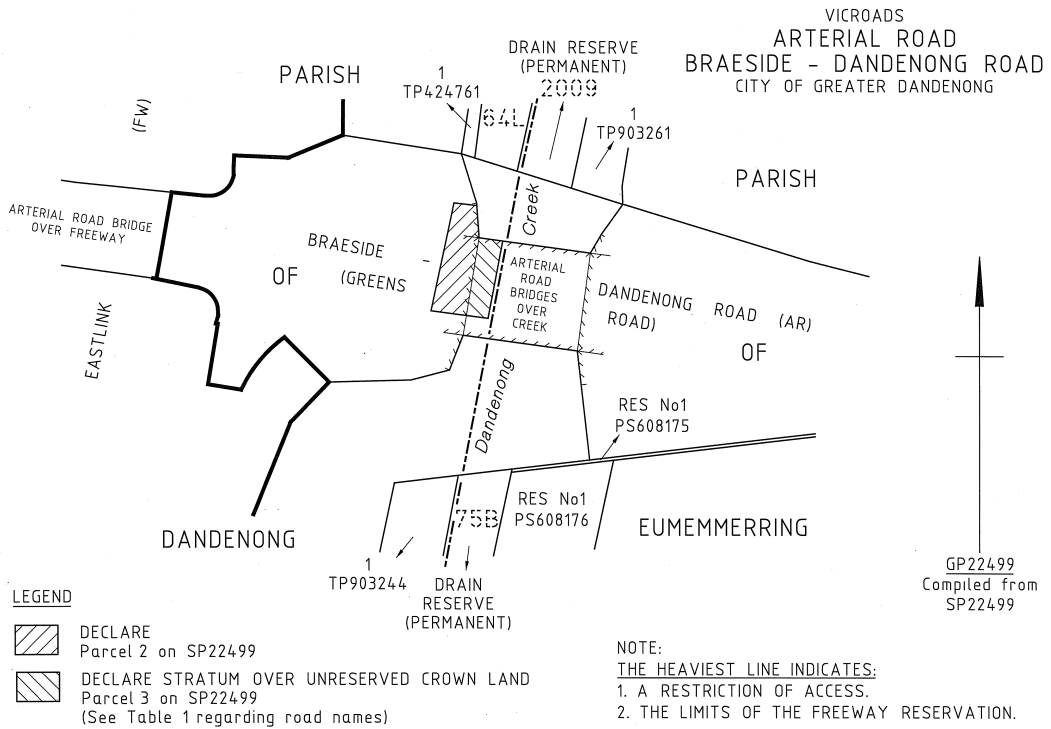 VICROADS
ARTERIAL ROAD
BRAESIDE - DANDENONG ROAD
CITY OF GREATER DANDENONG
DRAIN RESERVE
(PERMANENT)
2009
1
TP424761
64L
1
TP903261
PARISH
(FW)
PARISH
Creek
ARTERIAL ROAD BRIDGE
OVER FREEWAY
BRAESIDE -
OF
(GREENS
ARTERIAL
ROAD
BRIDGES
OVER
CREEK
DANDENONG ROAD (AR)
ROAD)
OF
EASTLINK
Dandenong
RES No1
PS608175
RES No1
PS608176
75B
DANDENONG
EUMEMMERRING
1
TP903244
DRAIN
RESERVE
(PERMANENT)
GP22499
Compiled from
SP22499
LEGEND
DECLARE
Parcel 2 on SP22499
DECLARE STRATUM OVER UNRESERVED CROWN LAND
Parcel 3 on SP22499
(See Table 1 regarding road names)
NOTE:
THE HEAVIEST LINE INDICATES:
1. A RESTRICTION OF ACCESS.
2. THE LIMITS OF THE FREEWAY RESERVATION.